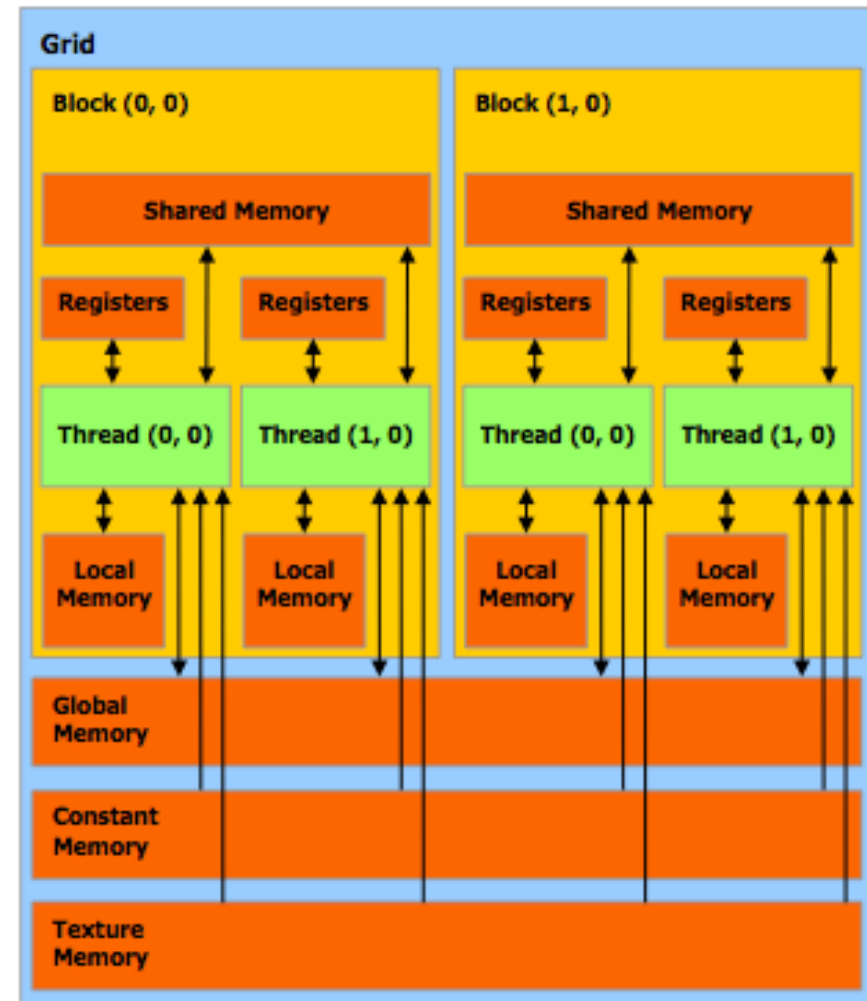 Grid
Block (0, 0)
Block (1, 0)
Shared Memory
Shared Memory
Registers
Registers
Registers
Registers
Thread (0, 0)
Thread (1, 0)
Thread (0, 0)
Thread (1, 0)
Local
Memory
Local
Memory
Local
Memory
Local
Memory
Global
Memory
Constant
Memory
Texture
Memory